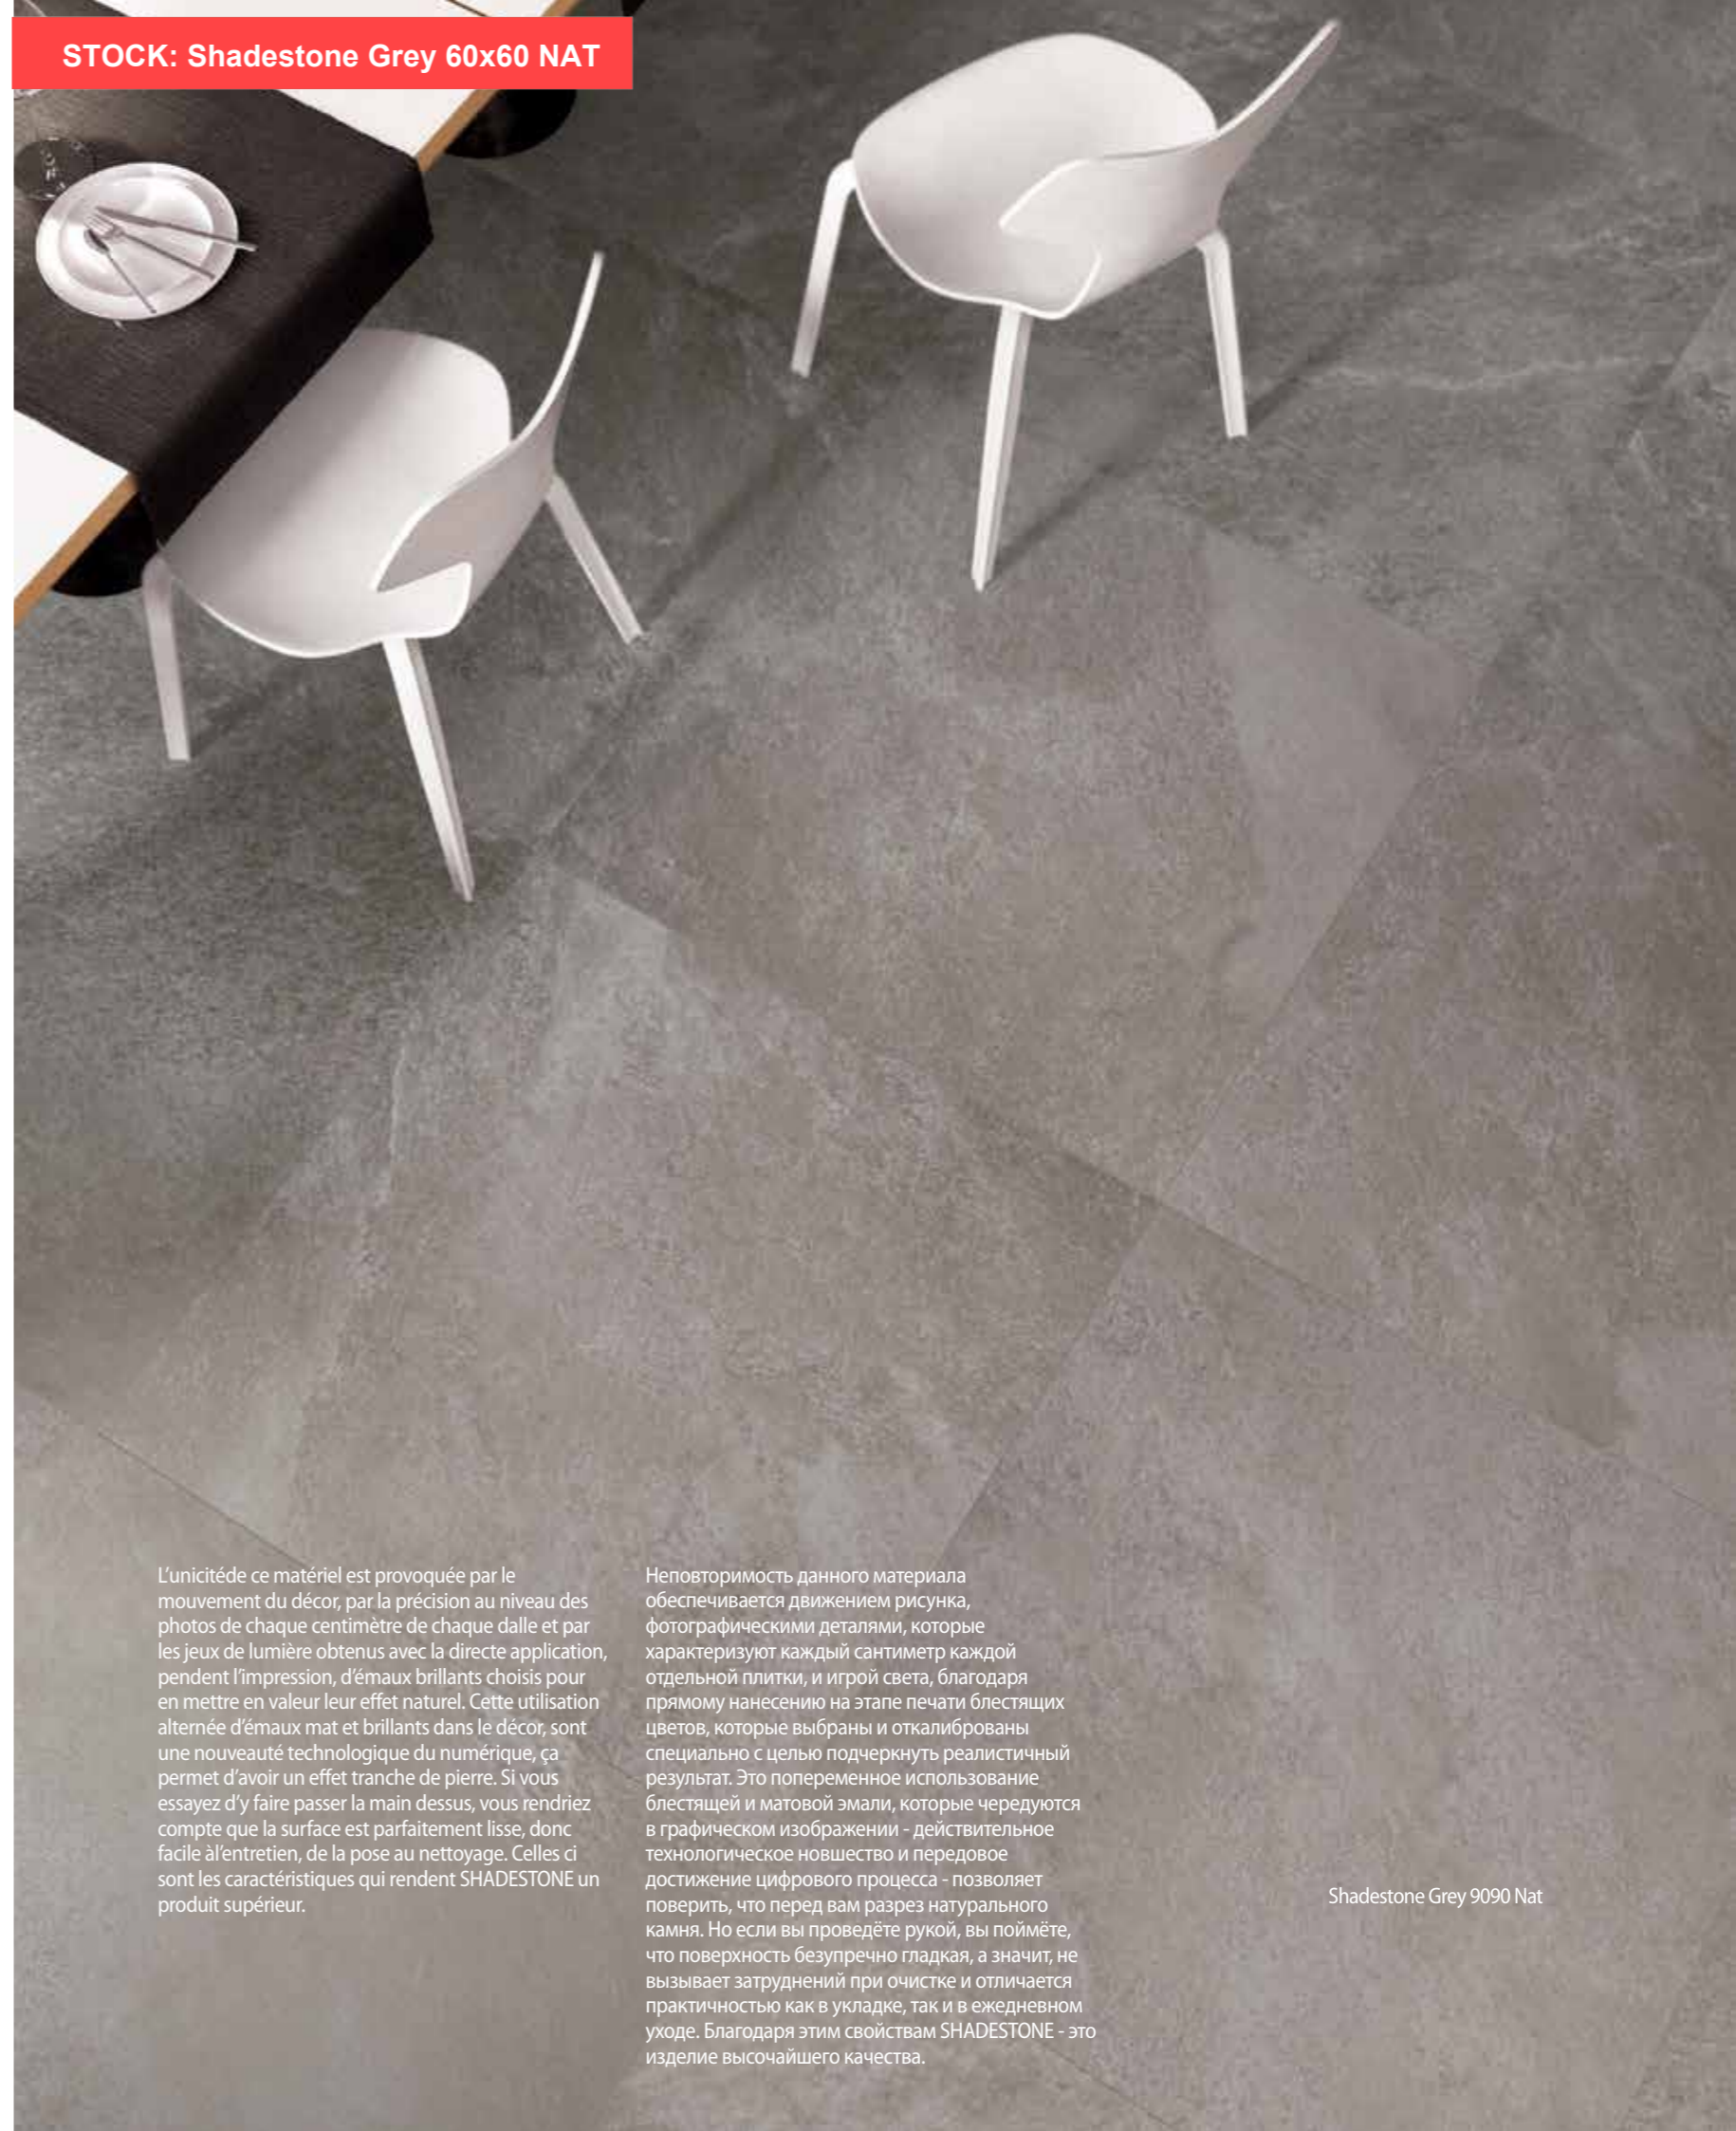 STOCK: Shadestone Grey 60x60 NAT
L’unicitéde ce matériel est provoquée par le
mouvement du décor, par la précision au niveau des
photos de chaque centimètre de chaque dalle et par
les jeux de lumière obtenus avec la directe application,
pendent l’impression, d’émaux brillants choisis pour
en mettre en valeur leur effet naturel. Cette utilisation
alternée d’émaux mat et brillants dans le décor, sont
une nouveauté technologique du numérique, ça
permet d’avoir un effet tranche de pierre. Si vous
essayez d’y faire passer la main dessus, vous rendriez
compte que la surface est parfaitement lisse, donc
facile àl’entretien, de la pose au nettoyage. Celles ci
sont les caractéristiques qui rendent SHADESTONE un
produit supérieur.
Неповторимость данного материала
обеспечивается движением рисунка,
фотографическими деталями, которые
характеризуют каждый сантиметр каждой
отдельной плитки, и игрой света, благодаря
прямому нанесению на этапе печати блестящих
цветов, которые выбраны и откалиброваны
специально с целью подчеркнуть реалистичный
результат. Это попеременное использование
блестящей и матовой эмали, которые чередуются
в графическом изображении - действительное
технологическое новшество и передовое
достижение цифрового процесса - позволяет
поверить, что перед вам разрез натурального
камня. Но если вы проведёте рукой, вы поймёте,
что поверхность безупречно гладкая, а значит, не
вызывает затруднений при очистке и отличается
практичностью как в укладке, так и в ежедневном
уходе. Благодаря этим свойствам SHADESTONE - это
изделие высочайшего качества.
Shadestone Grey 9090 Nat